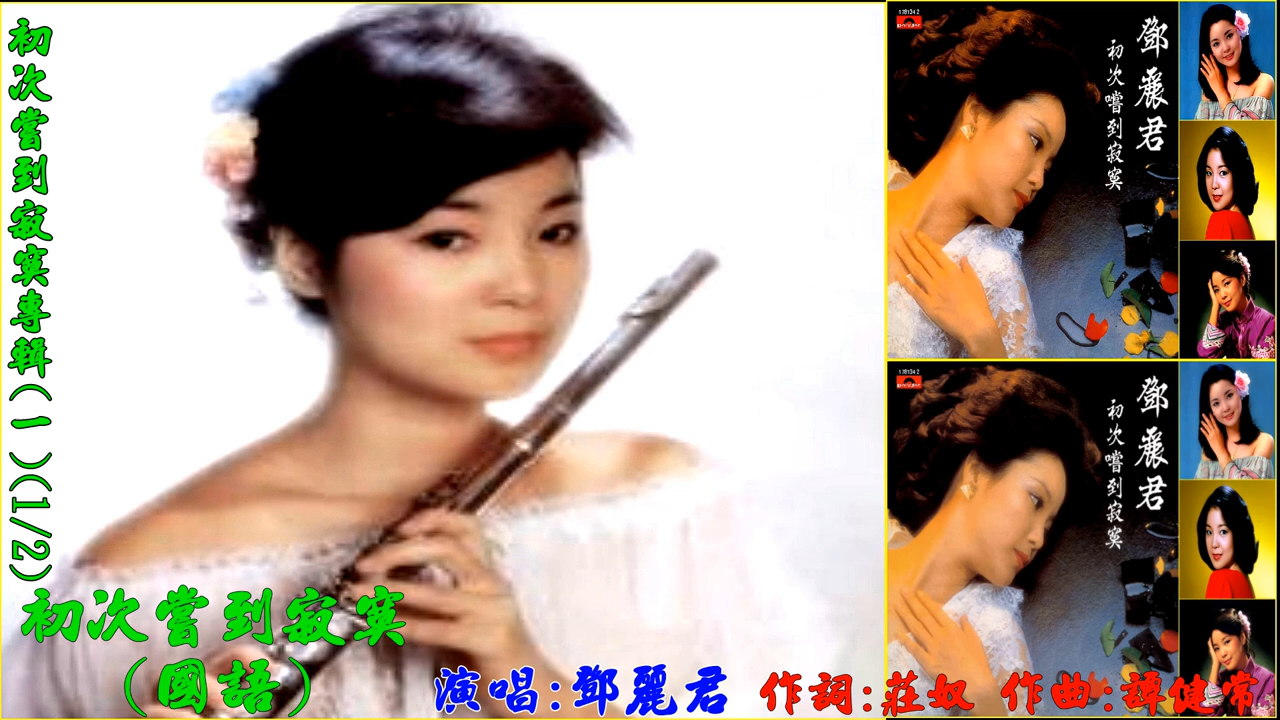 初次嘗到寂寞專輯(一)(1/2)
初次嘗到寂寞
(國語)
演唱:鄧麗君
作詞:莊奴
作曲:譚健常
鄧麗君
初次嚐到寂寞
鄧麗君
初次嚐到寂寞